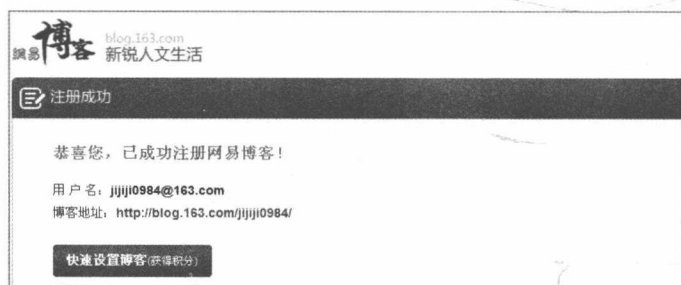 網易 博客 blog.163.com
新锐人文生活
注册成功
恭喜您，已成功注册网易博客！
用 户 名：jijiji0984@163.com
博客地址：http://blog.163.com/jijiji0984/
快速设置博客(获得积分)